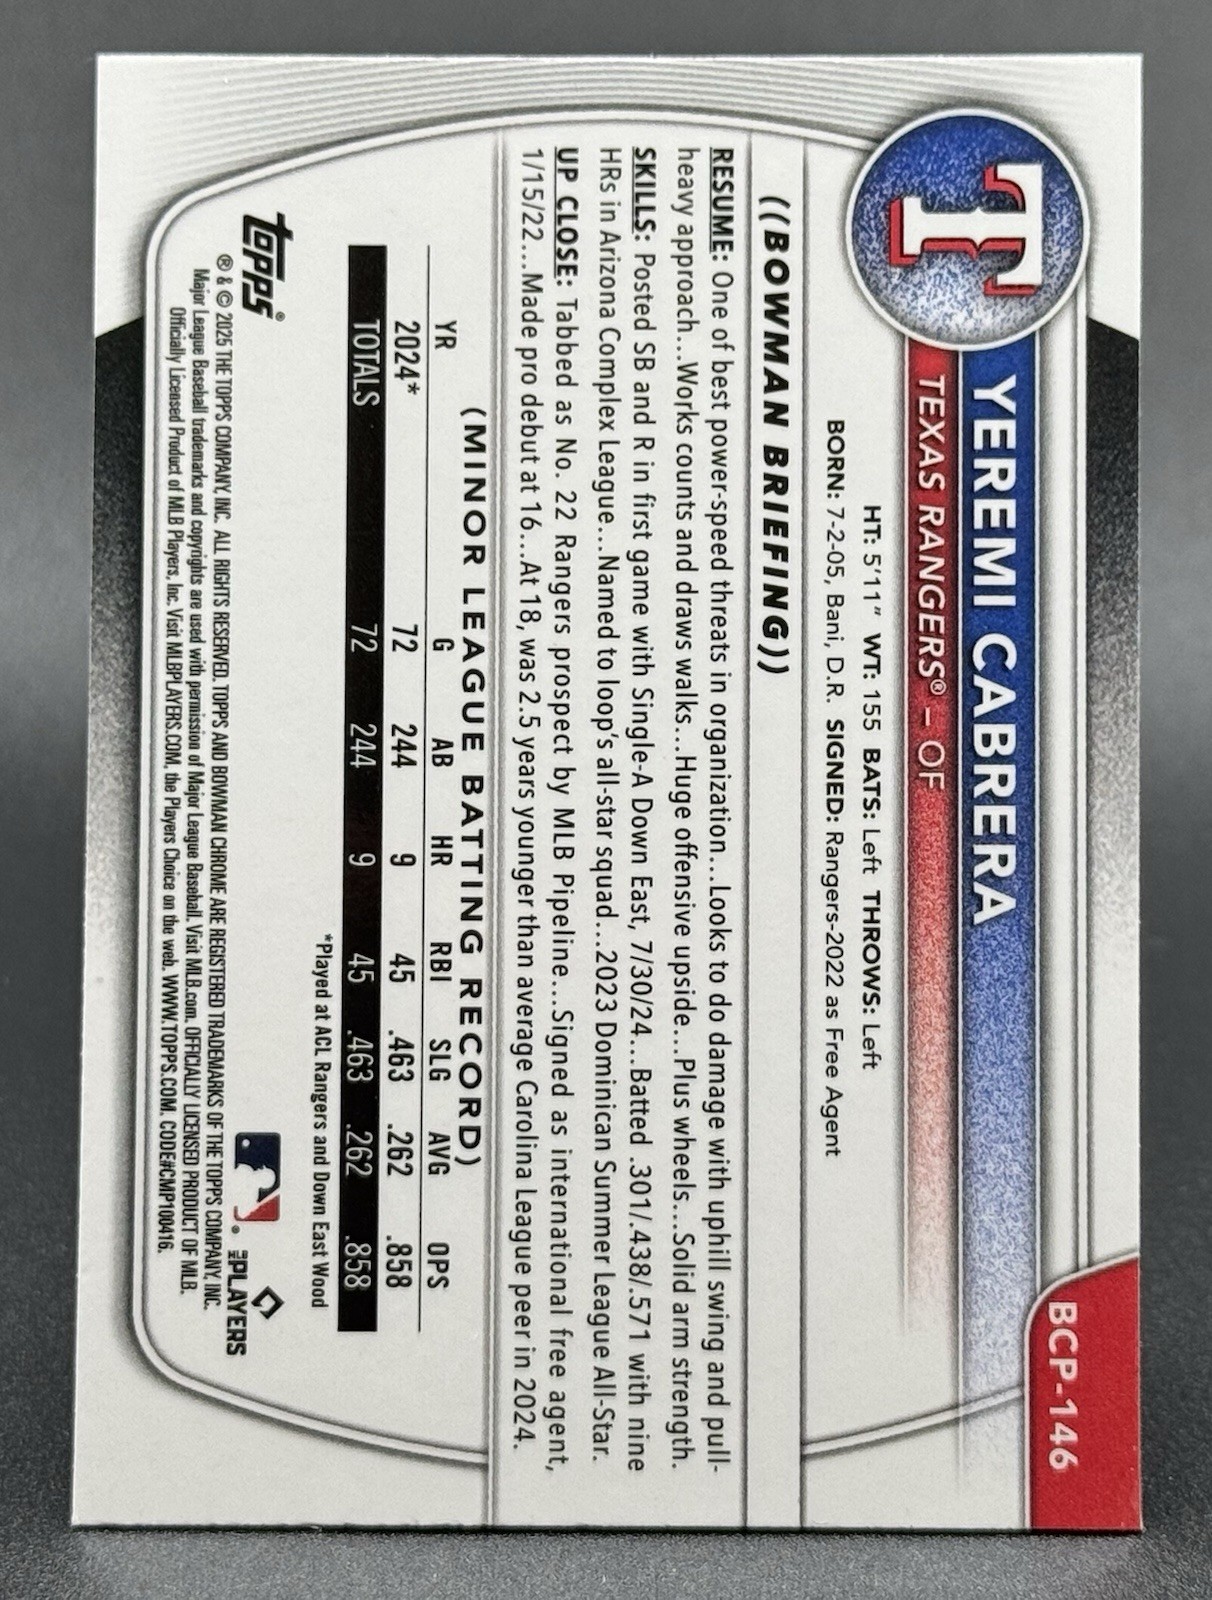 BCP-146
T
YEREMI CABRERA
TEXAS RANGERS® – OF
HT: 5'11" WT: 155 BATS: Left THROWS: Left
BORN: 7-2-05, Bani, D.R. SIGNED: Rangers-2022 as Free Agent
((BOWMAN BRIEFING))
RESUME: One of best power-speed threats in organization...Looks to do damage with uphill swing and pull-
heavy approach...Works counts and draws walks...Huge offensive upside...Plus wheels...Solid arm strength.
SKILLS: Posted SB and R in first game with Single-A Down East, 7/30/24...Batted .301/.438/.571 with nine
HRs in Arizona Complex League...Named to loop's all-star squad...2023 Dominican Summer League All-Star.
UP CLOSE: Tabbed as No. 22 Rangers prospect by MLB Pipeline...Signed as international free agent,
1/15/22...Made pro debut at 16...At 18, was 2.5 years younger than average Carolina League peer in 2024.
(MINOR LEAGUE BATTING RECORD)
YR G AB HR RBI SLG AVG OPS
2024* 72 244 9 45 .463 .262 .858
TOTALS 72 244 9 45 .463 .262 .858
*Played at ACL Rangers and Down East Wood
topps®
MLB PLAYERS
® & © 2025 THE TOPPS COMPANY, INC. ALL RIGHTS RESERVED. TOPPS AND BOWMAN CHROME ARE REGISTERED TRADEMARKS OF THE TOPPS COMPANY, INC.
Major League Baseball trademarks and copyrights are used with permission of Major League Baseball. Visit MLB.com. OFFICIALLY LICENSED PRODUCT OF MLB.
Officially Licensed Product of MLB Players, Inc. Visit MLBPLAYERS.COM, the Players Choice on the web. WWW.TOPPS.COM. CODE#CMP100416.